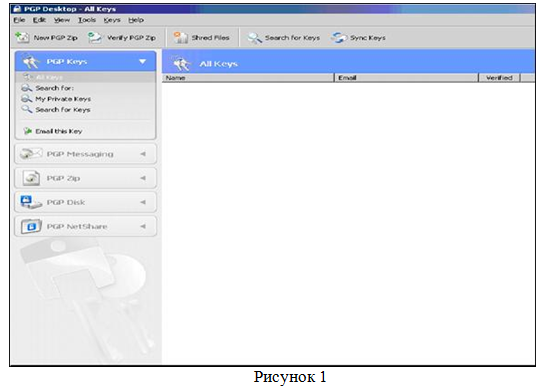 PGP Desktop - All Keys
File Edit View Tools Keys Help
New PGP Zip Verify PGP Zip Shred Files Search for Keys Sync Keys
PGP Keys
All Keys
Search for:
My Private Keys
Search for Keys
Email this Key
PGP Messaging
PGP Zip
PGP Disk
PGP NetShare
All Keys
Name Email Verified
Рисунок 1